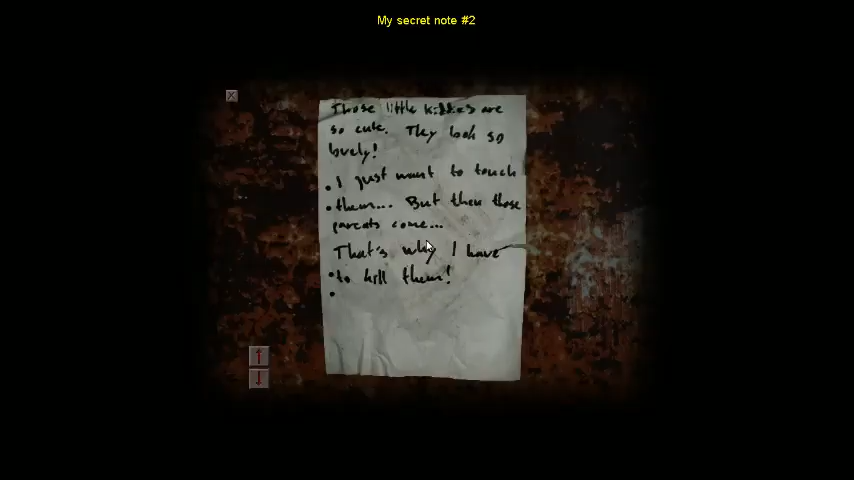 My secret note #2
X
Those little kitties are
so cute. They look so
lovely!
I just want to touch
them... But then those
parents come...
That's why I have
to kill them!